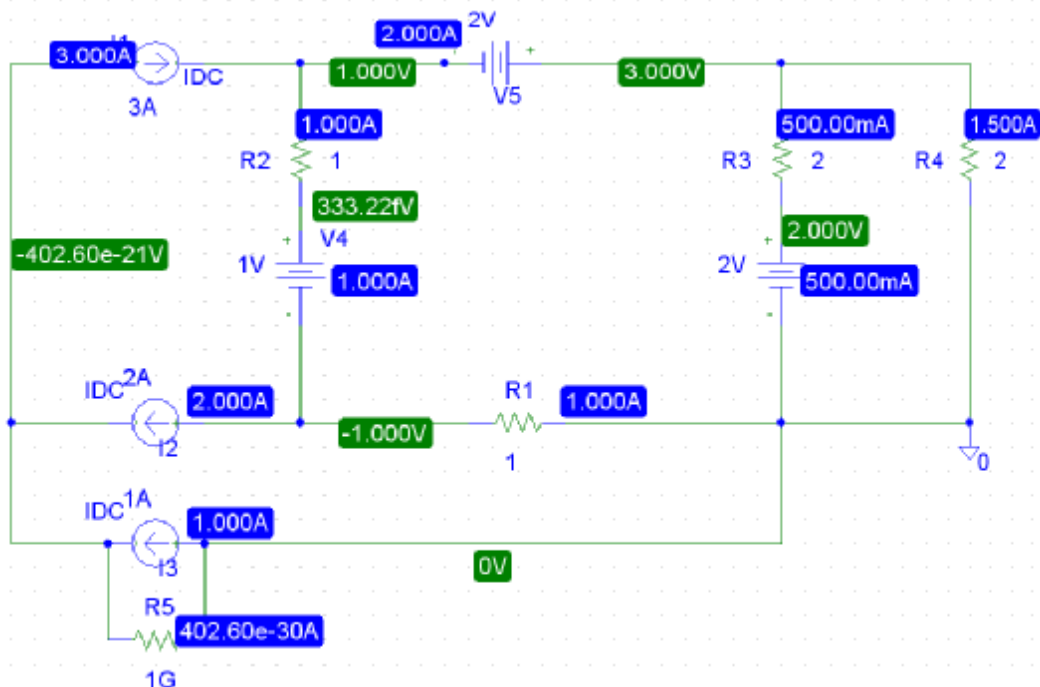 2V
2.000A
I1
3.000A
IDC
1.000V
3.000V
3A
V5
1.000A
500.00mA
1.500A
R2 1
R3 2
R4 2
333.22fV
V4
2.000V
-402.60e-21V
1V
1.000A
2V
500.00mA
IDC 2A
2.000A
R1
1.000A
-1.000V
I2
1
0
IDC 1A
1.000A
I3
0V
R5
402.60e-30A
1G